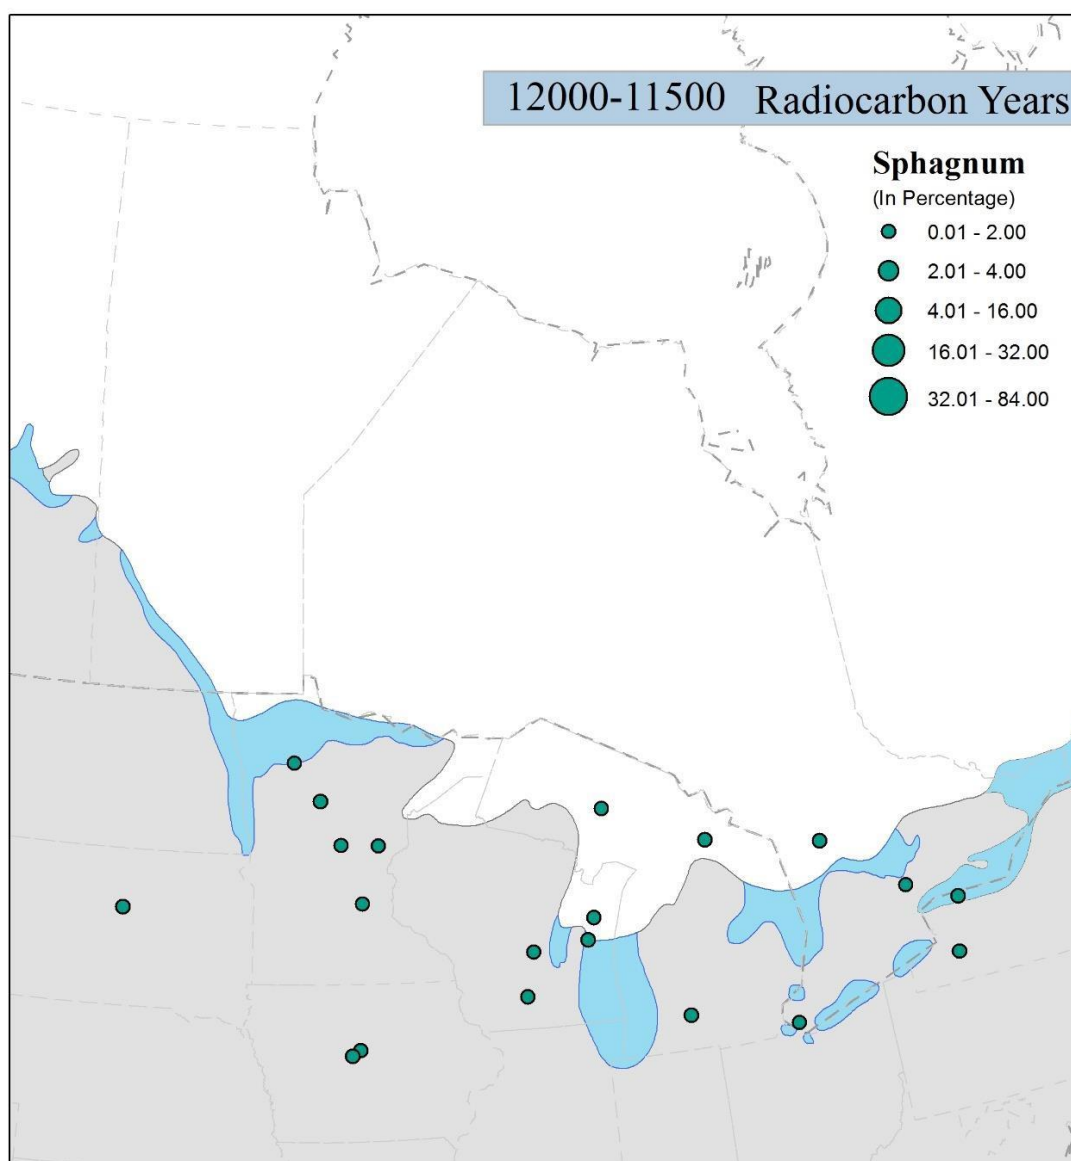 12000-11500 Radiocarbon Years
Sphagnum
(In Percentage)
0.01 - 2.00
2.01 - 4.00
4.01 - 16.00
16.01 - 32.00
32.01 - 84.00